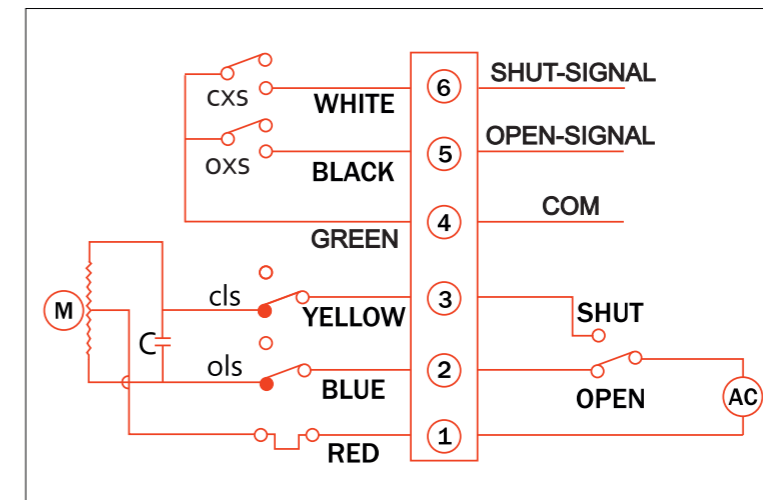 SHUT-SIGNAL
6
CXS
WHITE
OPEN-SIGNAL
5
OXS
BLACK
COM
4
GREEN
cls
3
SHUT
M
YELLOW
C
ols
2
BLUE
OPEN
AC
1
RED